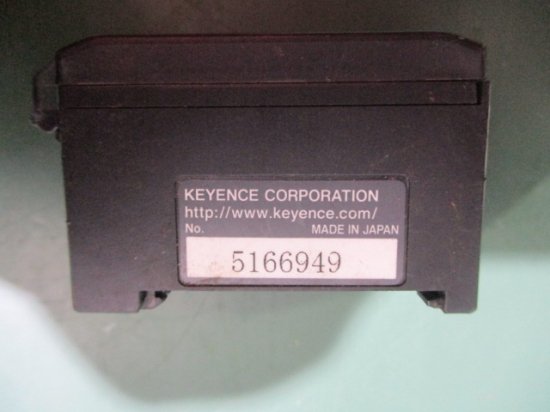 KEYENCE CORPORATION
http://www.keyence.com/
No. MADE IN JAPAN
5166949